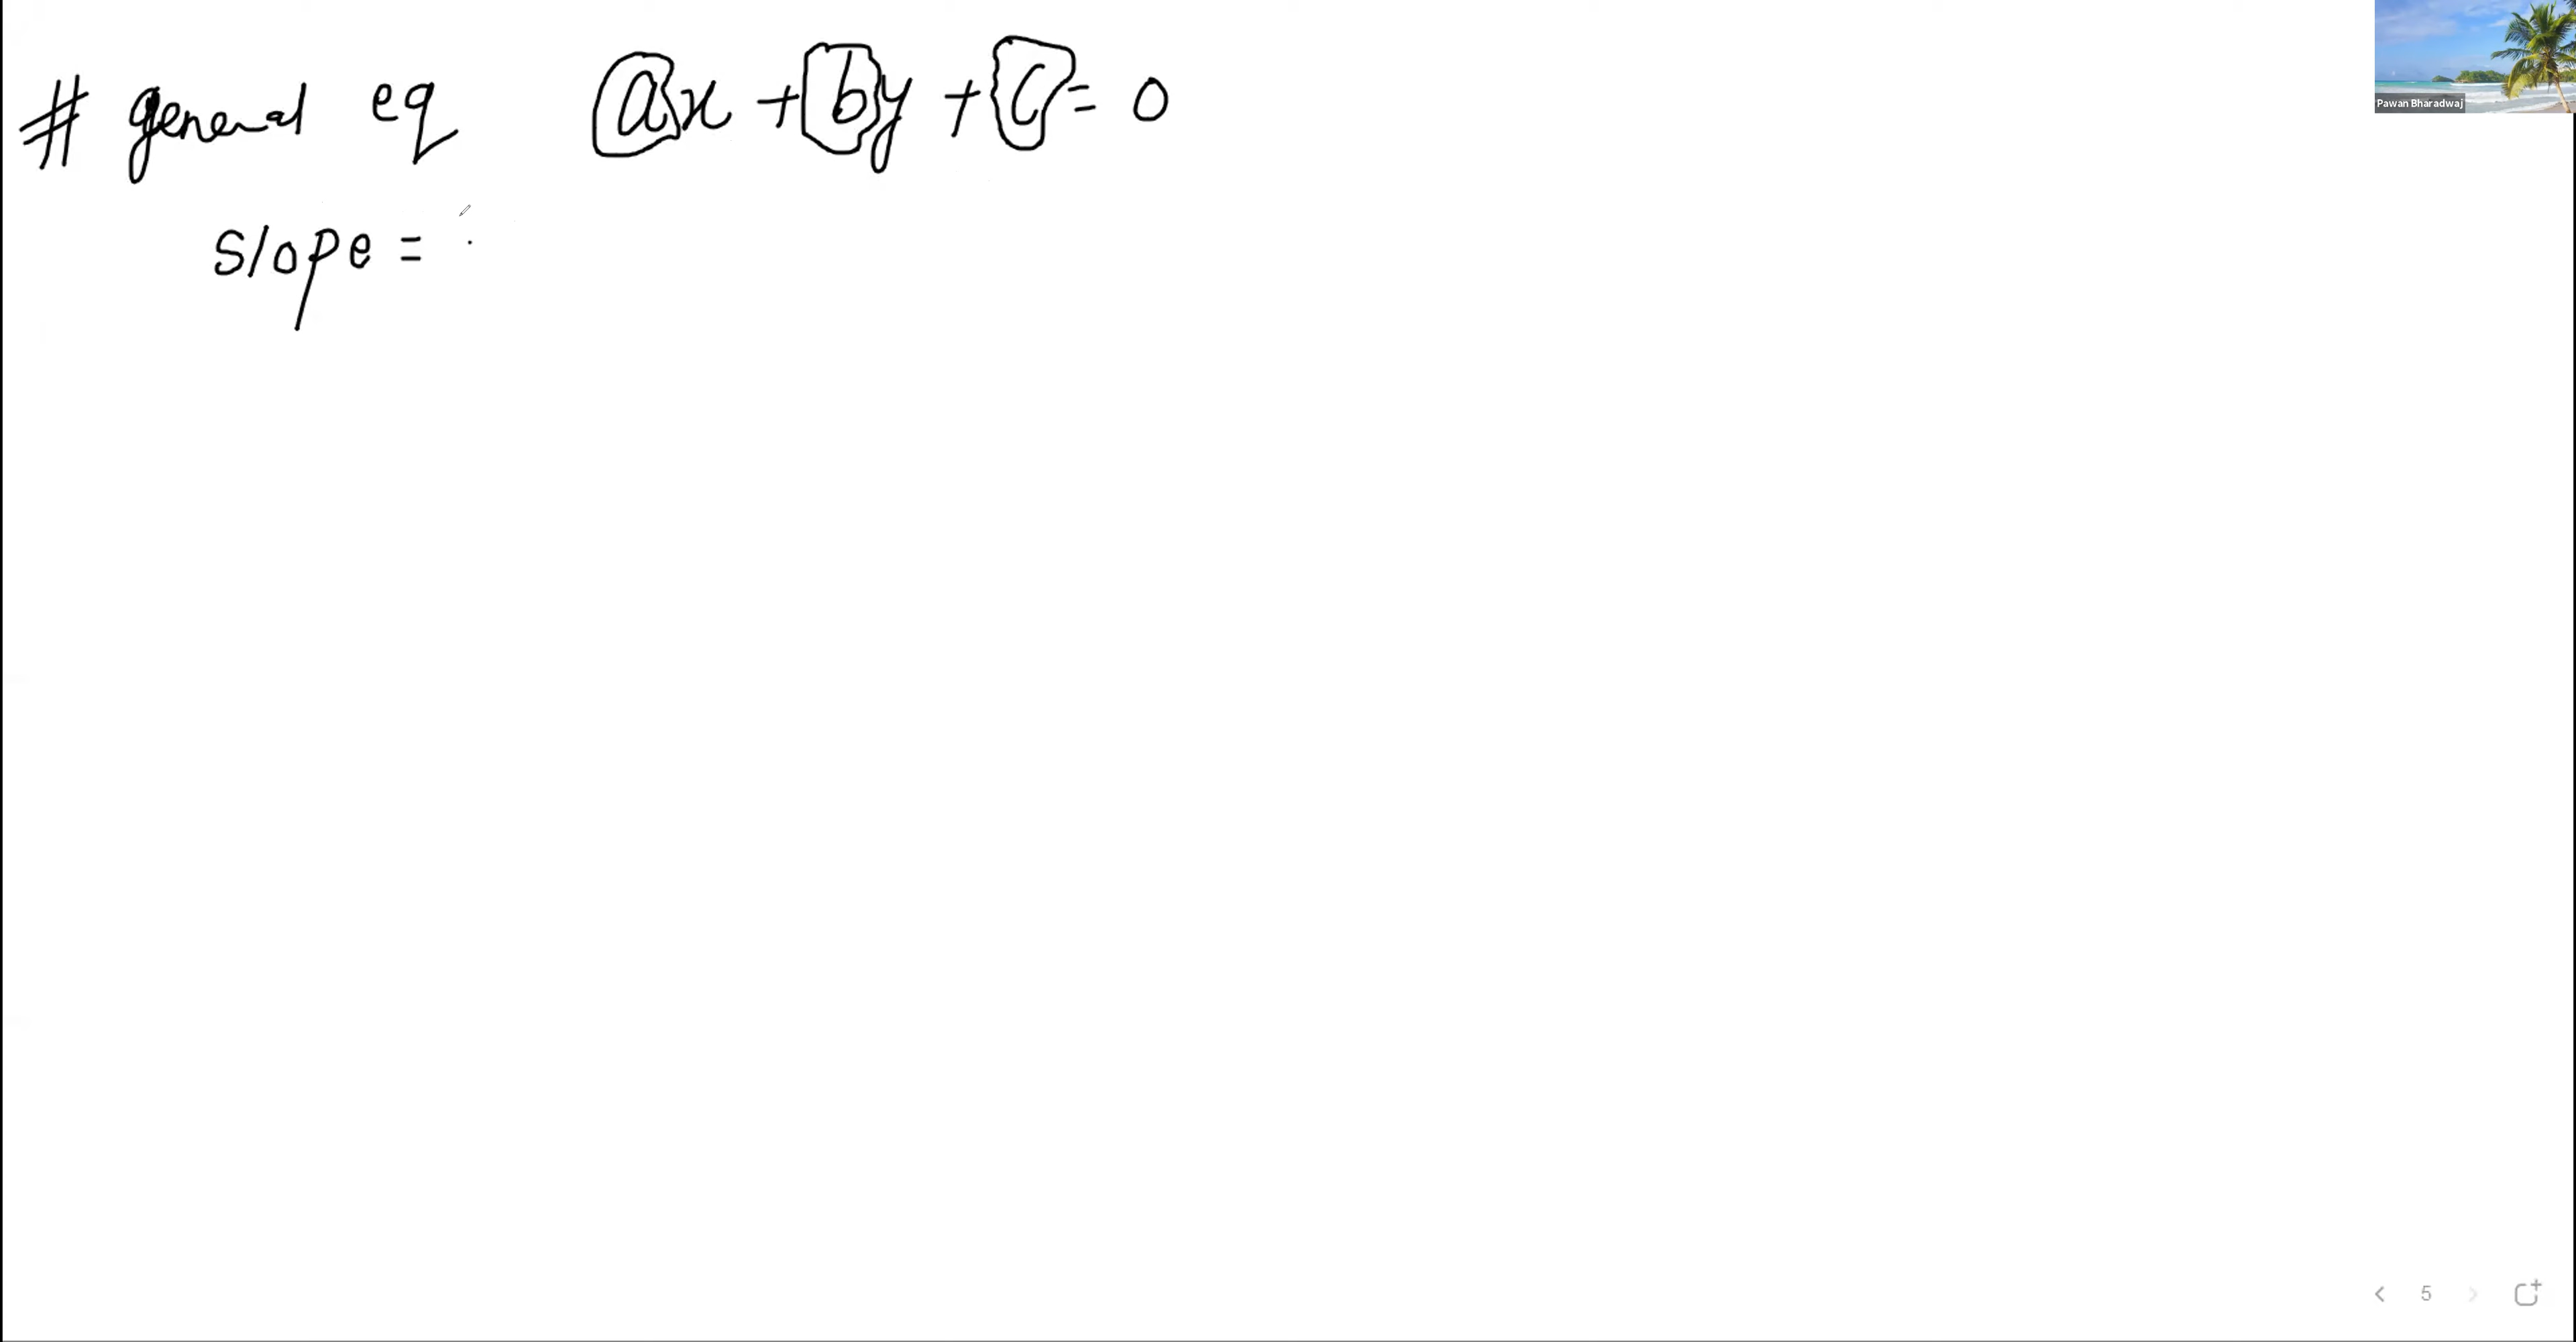 # general eq ax + by + c = 0
slope =
Pawan Bharadwaj
5